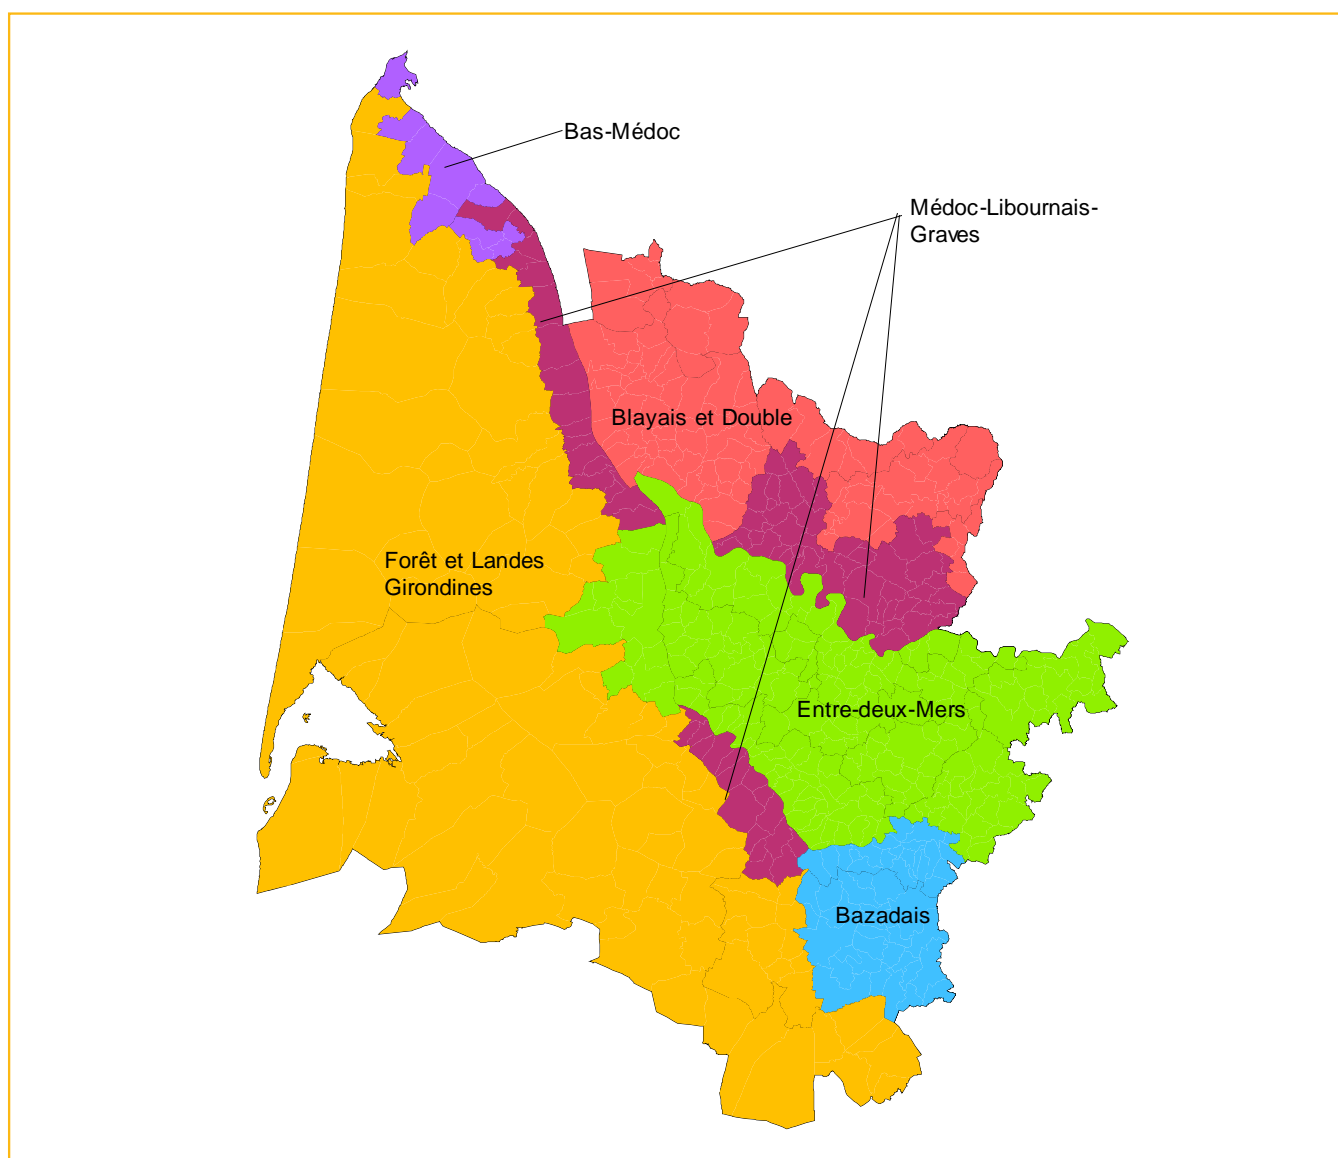 Bas-Médoc
Médoc-Libournais-
Graves
Blayais et Double
Forêt et Landes
Girondines
Entre-deux-Mers
Bazadais